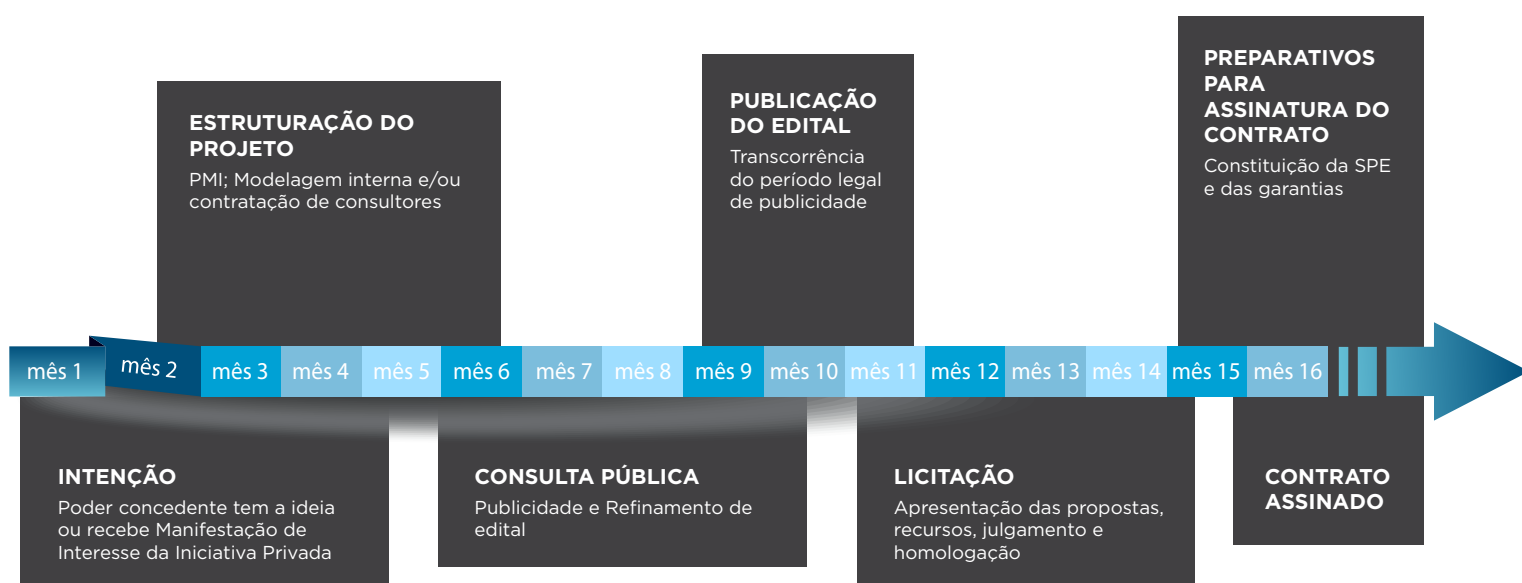 ESTRUTURAÇÃO DO
PROJETO
PMI; Modelagem interna e/ou
contratação de consultores
PUBLICAÇÃO
DO EDITAL
Transcorrência
do período legal
de publicidade
PREPARATIVOS
PARA
ASSINATURA DO
CONTRATO
Constituição da SPE
e das garantias
mês 1 mês 2 mês 3 mês 4 mês 5 mês 6 mês 7 mês 8 mês 9 mês 10 mês 11 mês 12 mês 13 mês 14 mês 15 mês 16
INTENÇÃO
Poder concedente tem a ideia
ou recebe Manifestação de
Interesse da Iniciativa Privada
CONSULTA PÚBLICA
Publicidade e Refinamento de
edital
LICITAÇÃO
Apresentação das propostas,
recursos, julgamento e
homologação
CONTRATO
ASSINADO